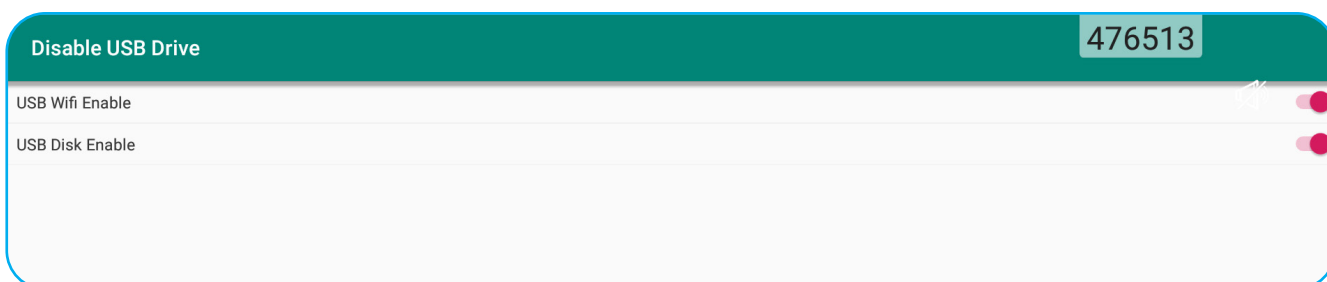 Disable USB Drive
476513
USB Wifi Enable
USB Disk Enable